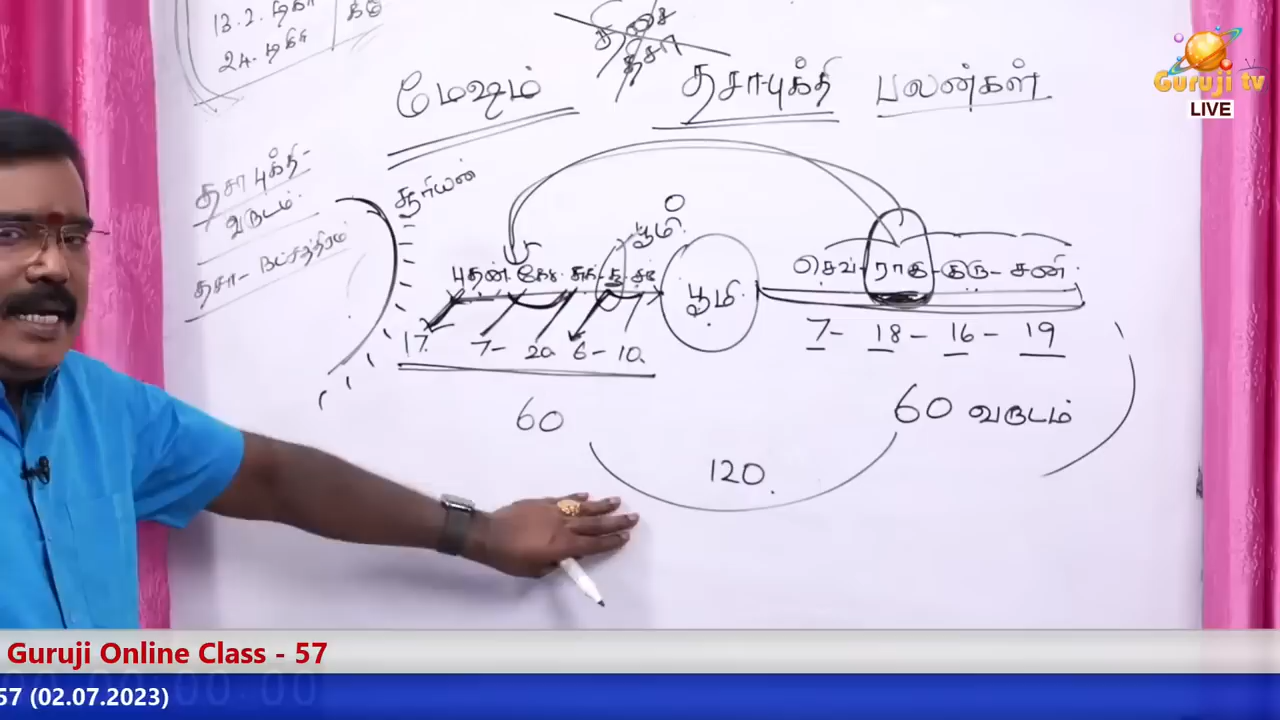 13.2.
24.
Guruji tv
LIVE
திசா
மேஷம்
தசாபுக்தி பலன்கள்
தசாபுக்தி-
வருடம்.
தசா- நட்சத்திரம்
சூரியன்
பூமி.
புதன். கேது. சுக்- சூ- சந்
பூமி
செவ்- ராகு- குரு- சனி.
17. 7- 20. 6- 10.
7- 18- 16- 19
60
60 வருடம்
120.
Guruji Online Class - 57
57 (02.07.2023)